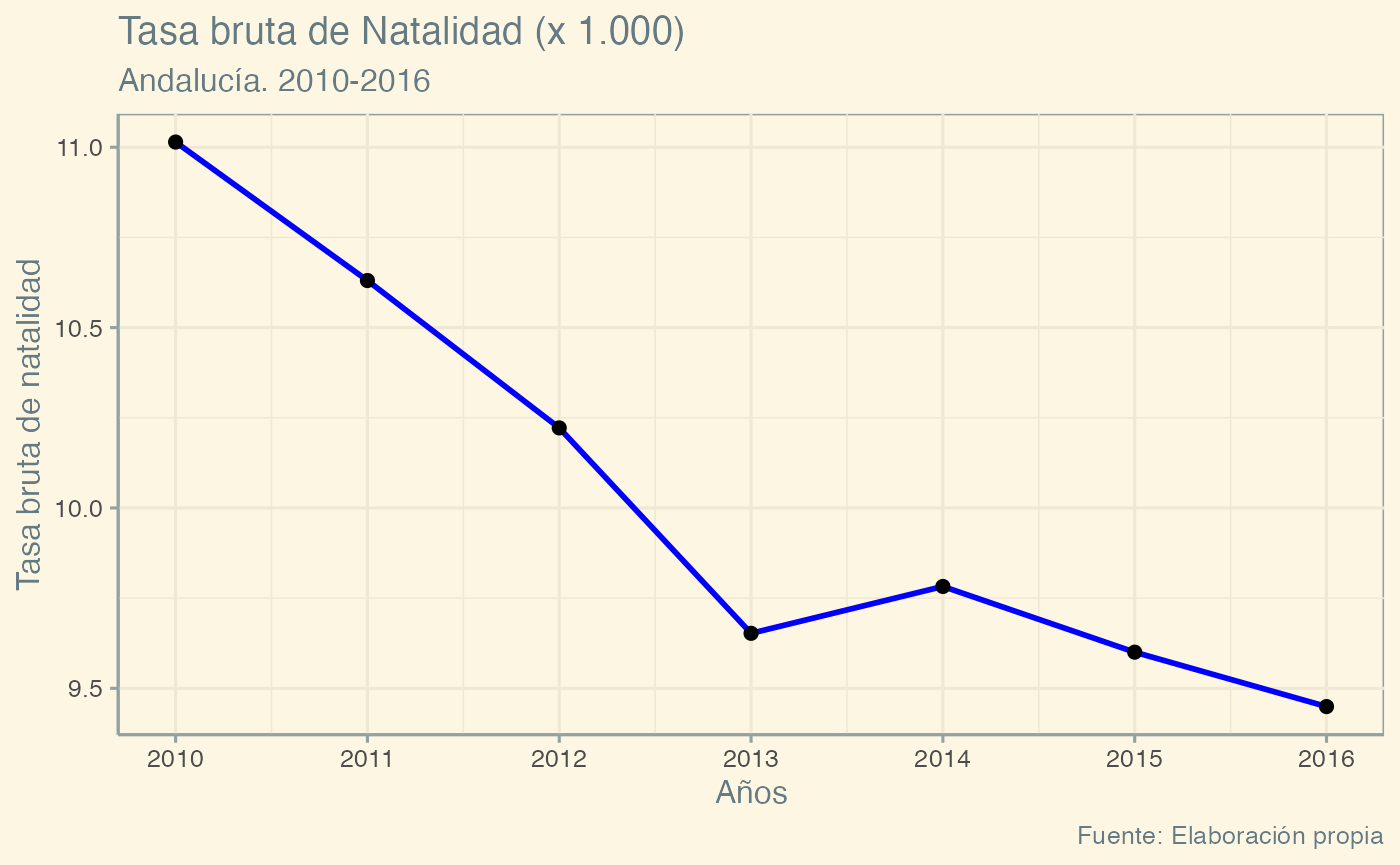 Tasa bruta de Natalidad (x 1.000)
Andalucía. 2010-2016
Tasa bruta de natalidad
11.0
10.5
10.0
9.5
2010 2011 2012 2013 2014 2015 2016
Años
Fuente: Elaboración propia